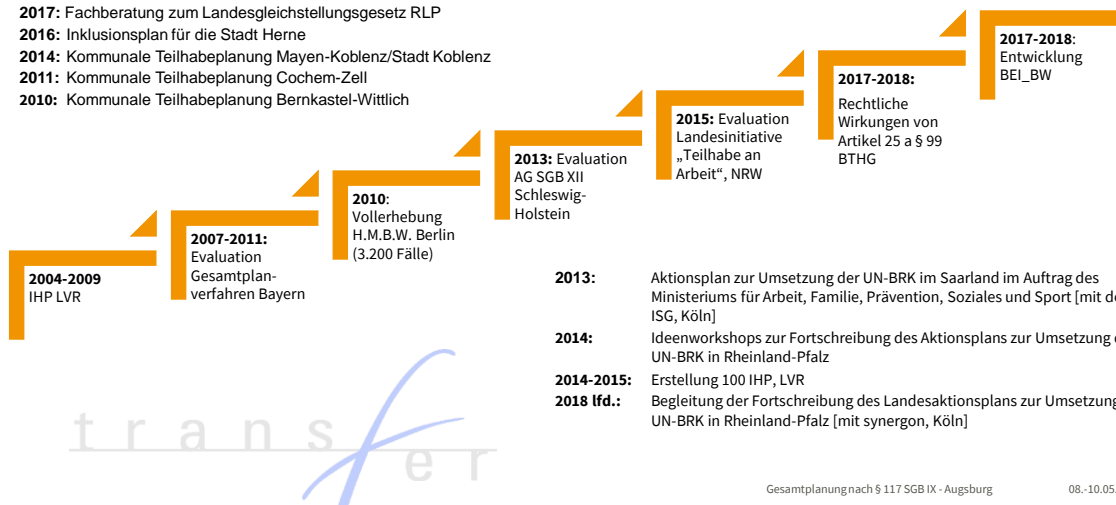 2017: Fachberatung zum Landesgleichstellungsgesetz RLP
2016: Inklusionsplan für die Stadt Herne
2014: Kommunale Teilhabeplanung Mayen-Koblenz/Stadt Koblenz
2011: Kommunale Teilhabeplanung Cochem-Zell
2010: Kommunale Teilhabeplanung Bernkastel-Wittlich
2004-2009
IHP LVR
2007-2011:
Evaluation
Gesamtplan-
verfahren Bayern
2010:
Vollerhebung
H.M.B.W. Berlin
(3.200 Fälle)
2013: Evaluation
AG SGB XII
Schleswig-
Holstein
2015: Evaluation
Landesinitiative
„Teilhabe an
Arbeit“, NRW
2017-2018:
Rechtliche
Wirkungen von
Artikel 25 a § 99
BTHG
2017-2018:
Entwicklung
BEI_BW
2013: Aktionsplan zur Umsetzung der UN-BRK im Saarland im Auftrag des
Ministeriums für Arbeit, Familie, Prävention, Soziales und Sport [mit
ISG, Köln]
2014: Ideenworkshops zur Fortschreibung des Aktionsplans zur Umsetzung
UN-BRK in Rheinland-Pfalz
2014-2015: Erstellung 100 IHP, LVR
2018 lfd.: Begleitung der Fortschreibung des Landesaktionsplans zur Umsetzung
UN-BRK in Rheinland-Pfalz [mit synergon, Köln]
transfer
Gesamtplanung nach § 117 SGB IX - Augsburg 08.-10.05.